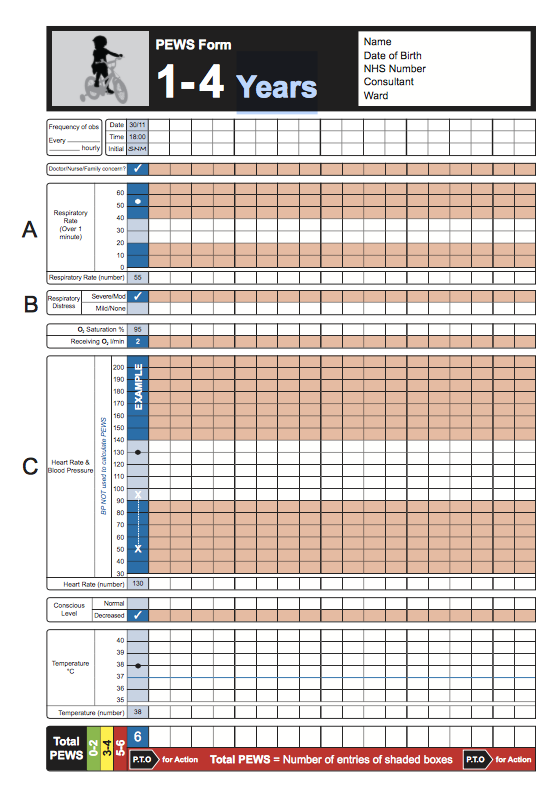 PEWS Form
1-4 Years
Name
Date of Birth
NHS Number
Consultant
Ward
Frequency of obs
Every
hourly
Date 30/11
Time 18:00
Initial SNM
Doctor/Nurse/Family concern? ✓
A
Respiratory
Rate
(Over 1
minute)
60
50
40
30
20
10
0
Respiratory Rate (number) 55
B
Respiratory
Distress
Severe/Mod ✓
Mild/None
O₂ Saturation % 95
Receiving O₂ l/min 2
C
Heart Rate &
Blood Pressure
BP NOT used to calculate PEWS
200
190
180
170
160
150
140
130
120
110
100
90
80
70
60
50
40
30
EXAMPLE
X
X
Heart Rate (number) 130
Conscious
Level
Normal
Decreased ✓
Temperature
°C
40
39
38
37
36
35
Temperature (number) 38
Total
PEWS
0-2
3-4
5-6
6
P.T.O for Action Total PEWS = Number of entries of shaded boxes P.T.O for Action